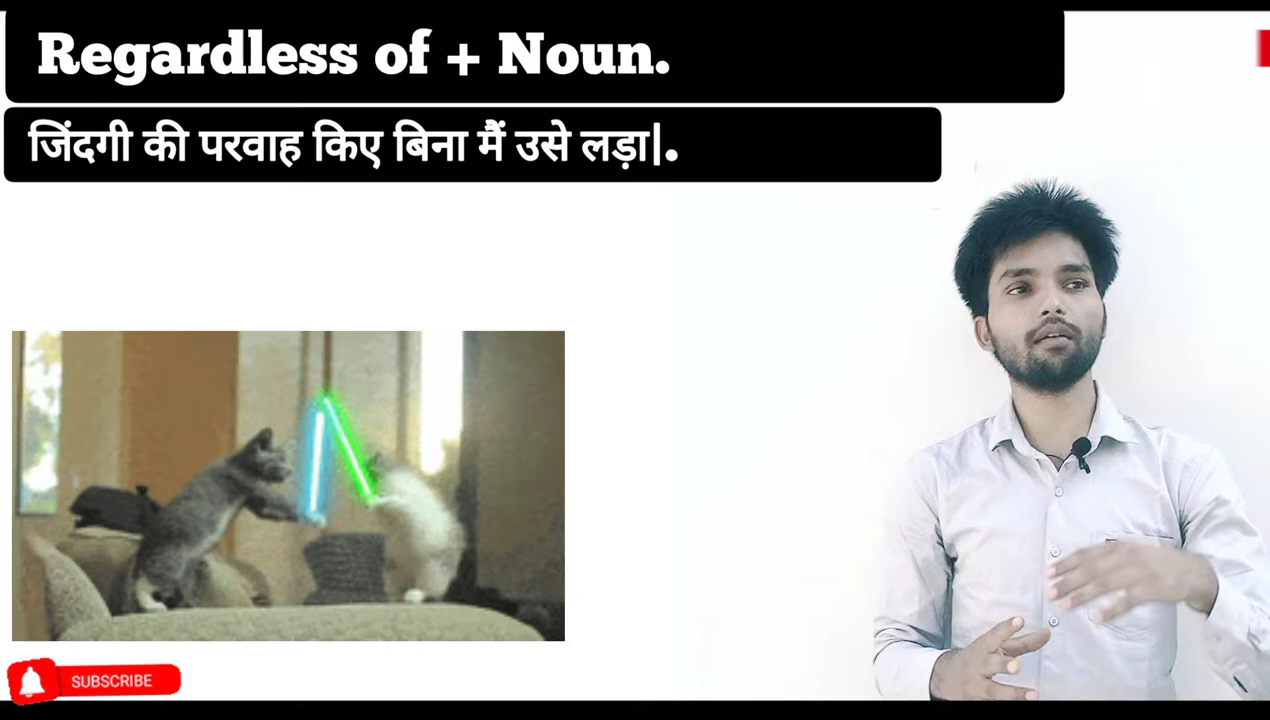 Regardless of + Noun.
जिंदगी की परवाह किए बिना मैं उसे लड़ा|.
SUBSCRIBE